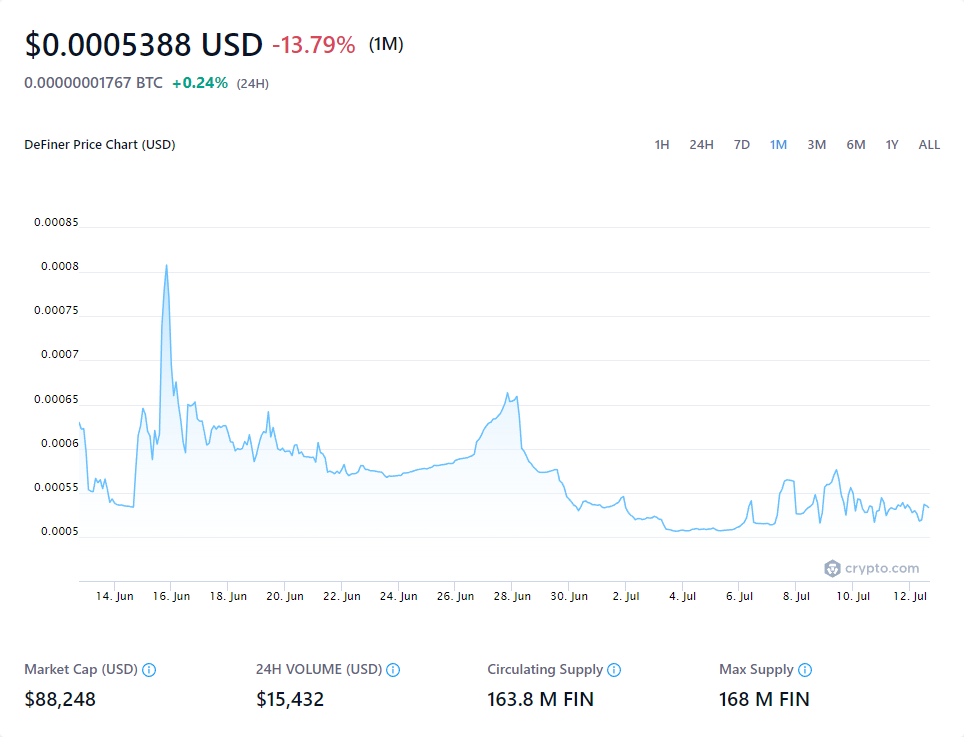 $0.0005388 USD -13.79% (1M)
0.00000001767 BTC +0.24% (24H)
DeFiner Price Chart (USD) 1H 24H 7D 1M 3M 6M 1Y ALL
0.00085
0.0008
0.00075
0.0007
0.00065
0.0006
0.00055
0.0005
crypto.com
14. Jun 16. Jun 18. Jun 20. Jun 22. Jun 24. Jun 26. Jun 28. Jun 30. Jun 2. Jul 4. Jul 6. Jul 8. Jul 10. Jul 12. Jul
Market Cap (USD) 24H VOLUME (USD) Circulating Supply Max Supply
$88,248 $15,432 163.8 M FIN 168 M FIN